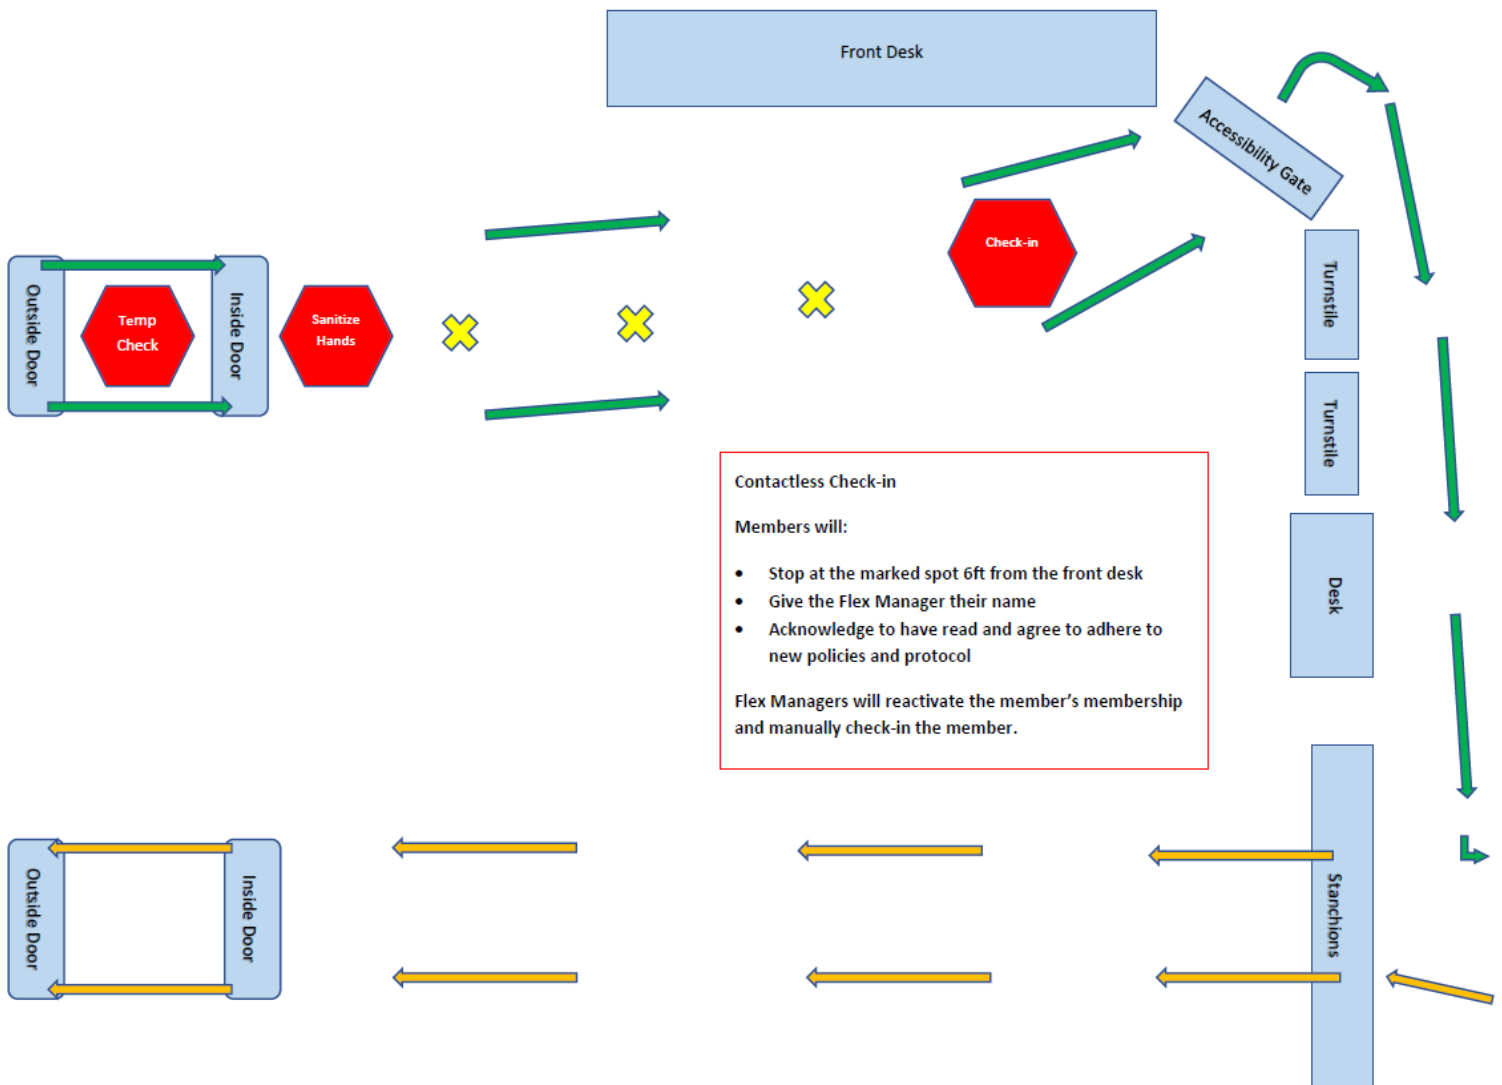 Front Desk
Accessibility Gate
Check-in
Outside Door
Temp
Check
Inside Door
Sanitize
Hands
Turnstile
Turnstile
Contactless Check-in
Members will:
• Stop at the marked spot 6ft from the front desk
• Give the Flex Manager their name
• Acknowledge to have read and agree to adhere to
new policies and protocol
Flex Managers will reactivate the member’s membership
and manually check-in the member.
Desk
Outside Door
Inside Door
Stanchions